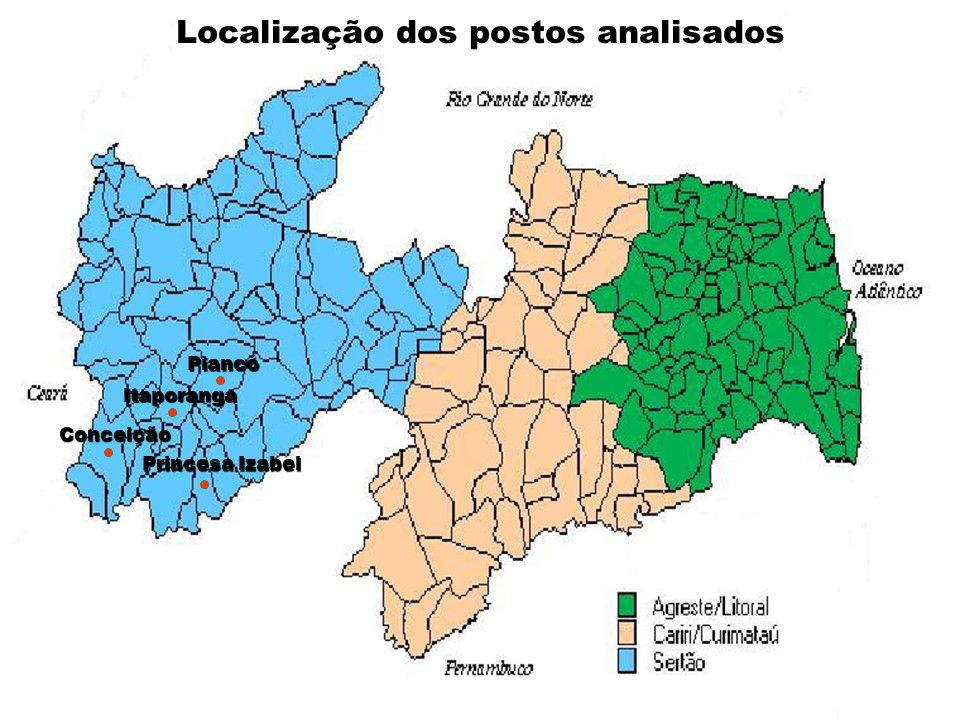 Localização dos postos analisados
Rio Grande do Norte
Oceano
Atlântico
Piancó
Ceará
Itaporanga
Conceição
Princesa Izabel
Agreste/Litoral
Cariri/Curimataú
Sertão
Pernambuco